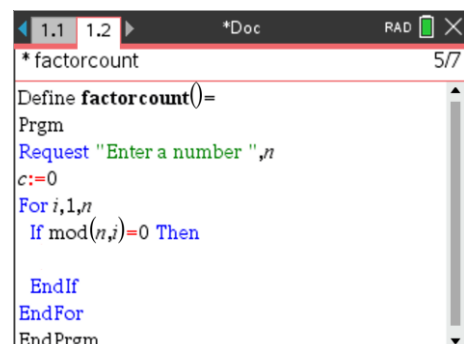 1.1 1.2 *Doc RAD
* factorcount 5/7
Define factorcount()=
Prgm
Request "Enter a number ",n
c:=0
For i,1,n
If mod(n,i)=0 Then
EndIf
EndFor
EndPrgm